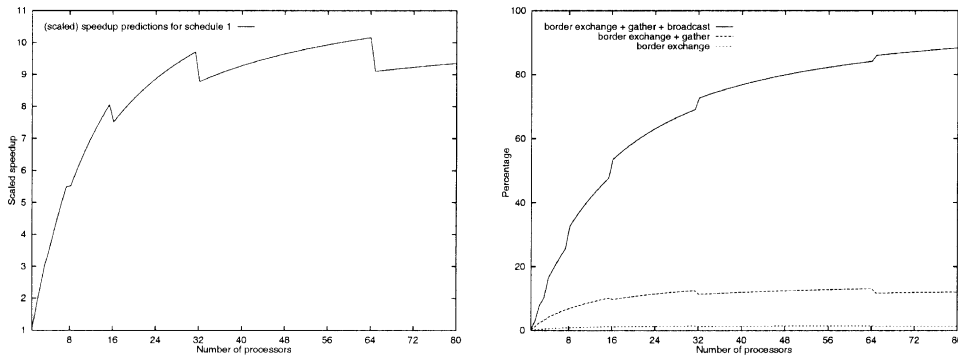 (scaled) speedup predictions for schedule 1
11
10
9
8
7
6
5
4
3
2
1
Scaled speedup
8 16 24 32 40 48 56 64 72 80
Number of processors
border exchange + gather + broadcast
border exchange + gather
border exchange
100
80
60
40
20
0
Percentage
8 16 24 32 40 48 56 64 72 80
Number of processors